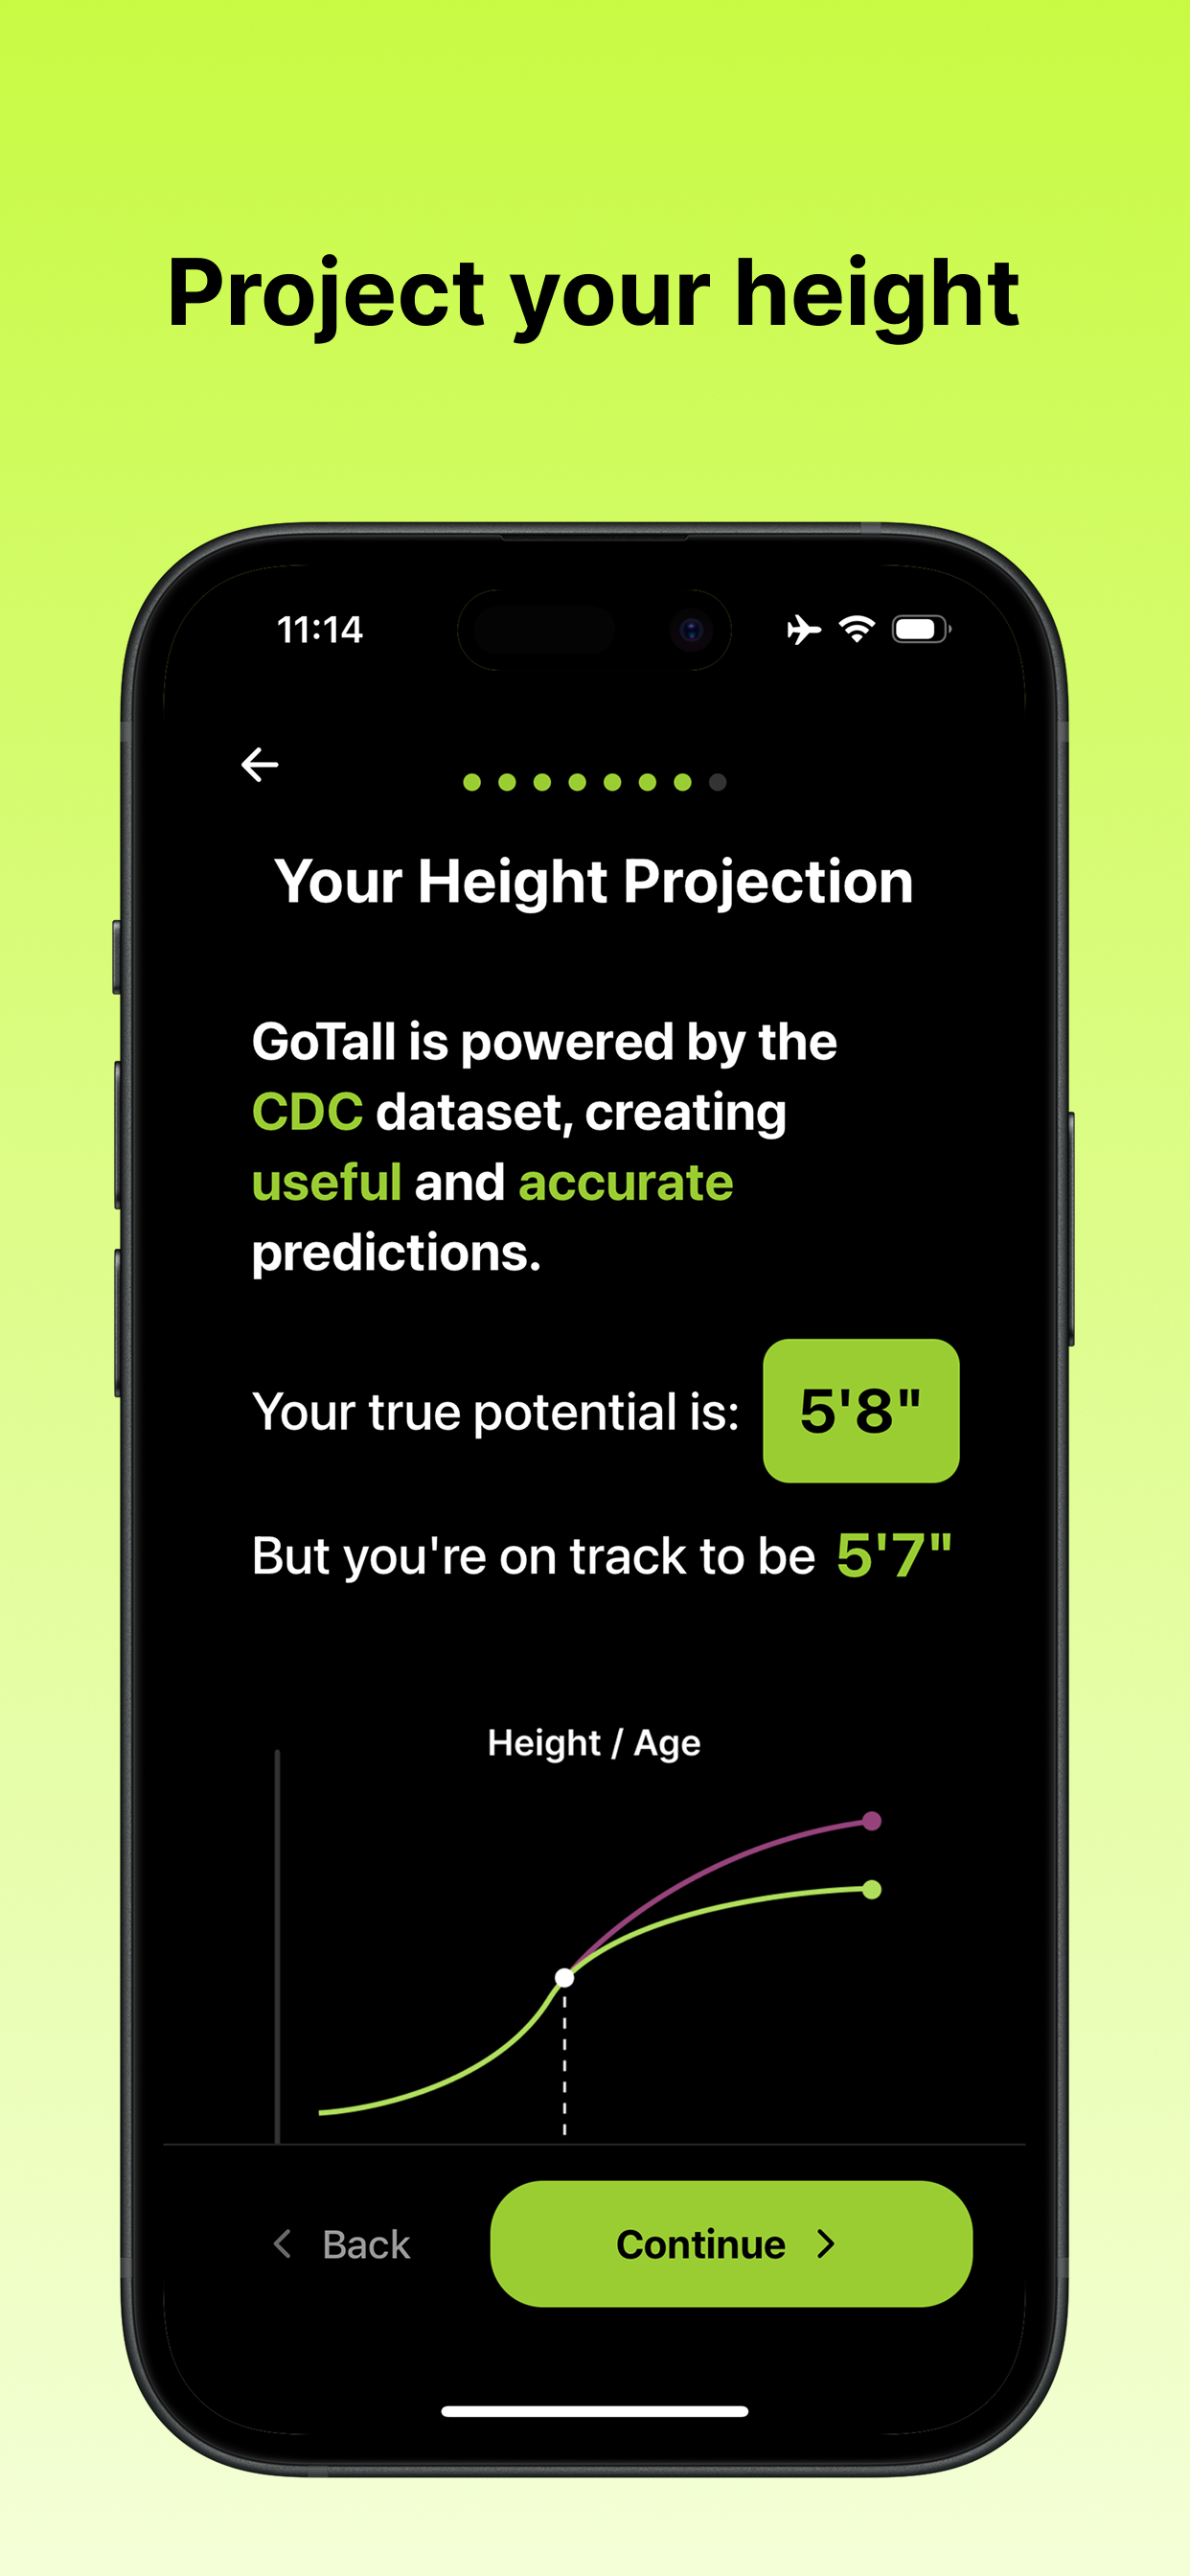 Project your height
11:14
Your Height Projection
GoTall is powered by the
CDC dataset, creating
useful and accurate
predictions.
Your true potential is: 5'8"
But you're on track to be 5'7"
Height / Age
Back
Continue